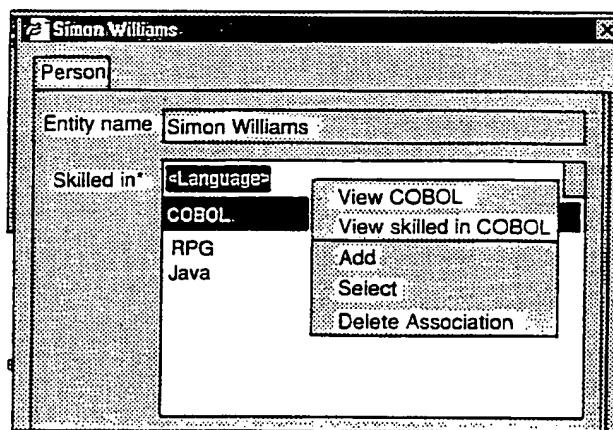 Simon Williams
Person
Entity name Simon Williams
Skilled in* <Language>
COBOL
RPG
Java
View COBOL
View skilled in COBOL
Add
Select
Delete Association